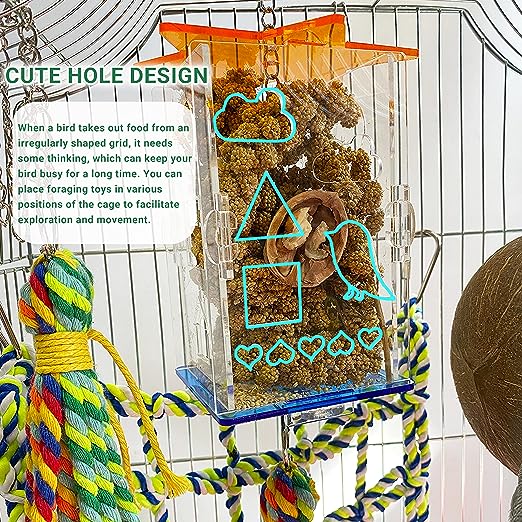 CUTE HOLE DESIGN
When a bird takes out food from an
irregularly shaped grid, it needs
some thinking, which can keep your
bird busy for a long time. You can
place foraging toys in various
positions of the cage to facilitate
exploration and movement.